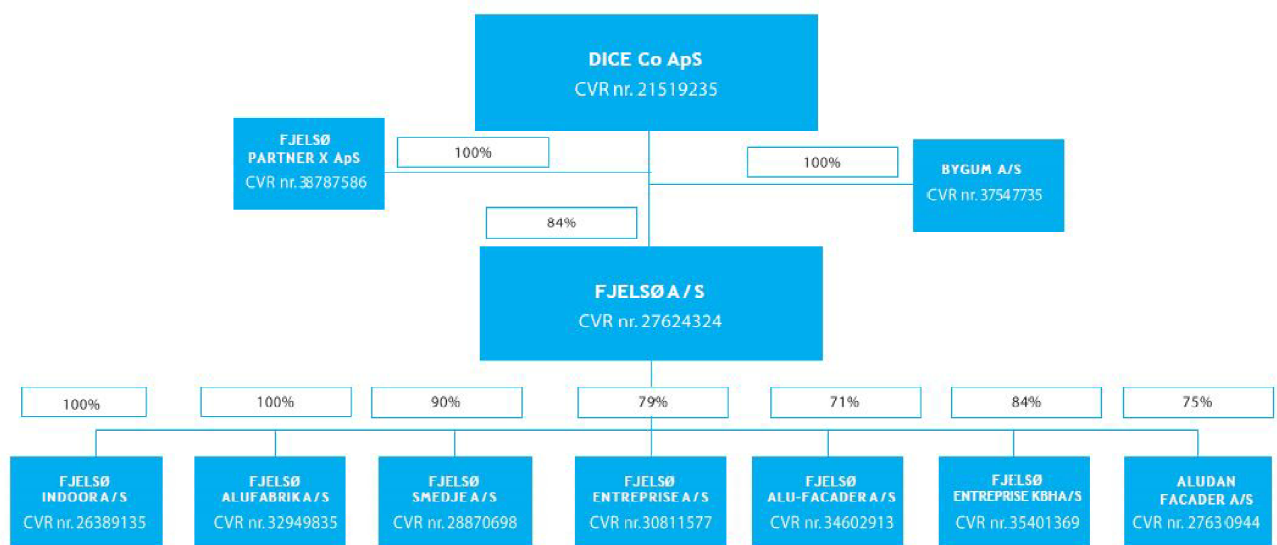 DICE Co ApS
CVR nr. 21519235
FJELSØ
PARTNER X ApS
CVR nr. 38787586
100%
100%
BYGUM A/S
CVR nr. 37547735
84%
FJELSØ A / S
CVR nr. 27624324
100%
100%
90%
79%
71%
84%
75%
FJELSØ
INDOOR A / S
CVR nr. 26389135
FJELSØ
ALUFABRIK A / S
CVR nr. 32949835
FJELSØ
SMEDJE A / S
CVR nr. 28870698
FJELSØ
ENTREPRISE A / S
CVR nr. 30811577
FJELSØ
ALU-FACADER A / S
CVR nr. 34602913
FJELSØ
ENTREPRISE KBH A/S
CVR nr. 35401369
ALUDAN
FACADER A/S
CVR nr. 27630944